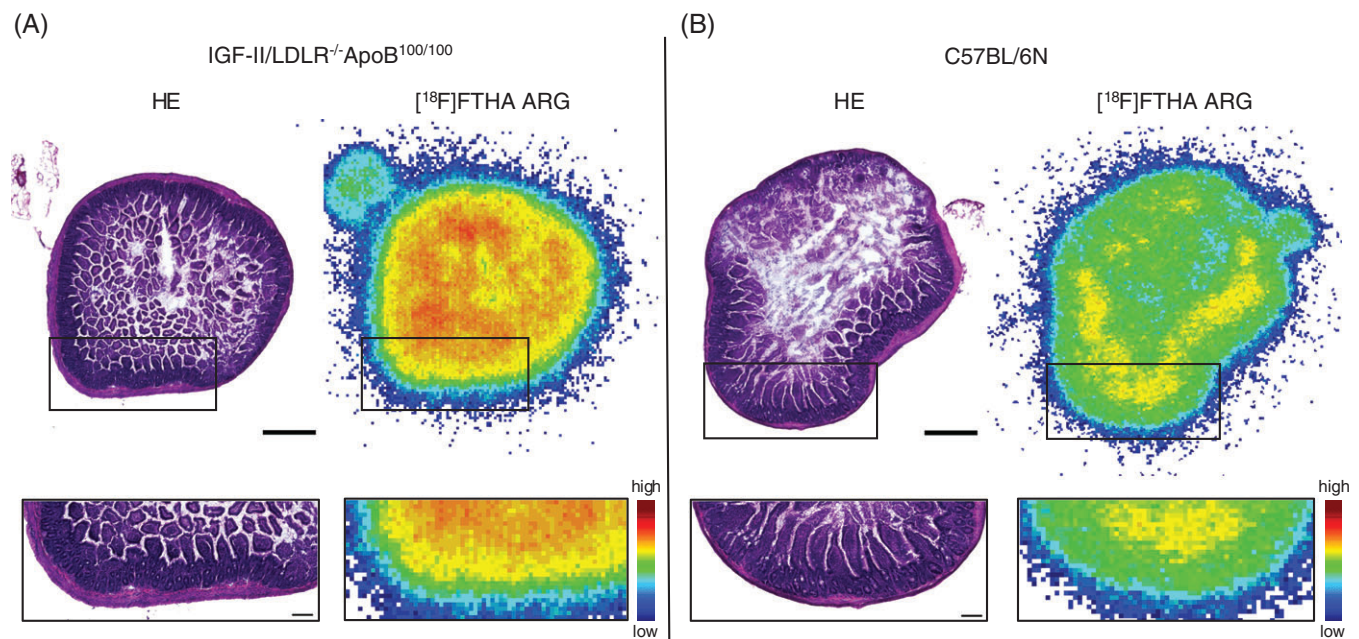 (A)
IGF-II/LDLR⁻/⁻ApoB¹⁰⁰/¹⁰⁰
HE
[¹⁸F]FTHA ARG
high
low
(B)
C57BL/6N
HE
[¹⁸F]FTHA ARG
high
low